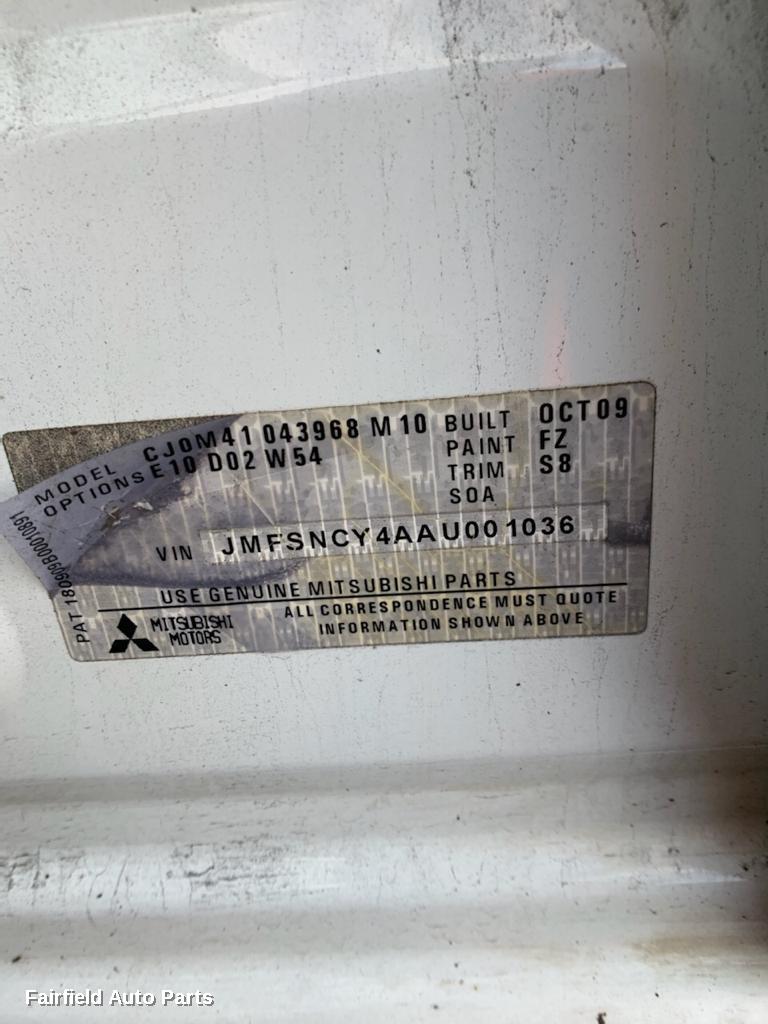 MODEL CJ0M41 043968 M10 BUILT OCT09
OPTIONS E10 D02 W54 PAINT FZ
TRIM S8
SOA
VIN JMFSNCY4AAU001036
USE GENUINE MITSUBISHI PARTS
MITSUBISHI
MOTORS
ALL CORRESPONDENCE MUST QUOTE
INFORMATION SHOWN ABOVE
PAT 180909B00010891
Fairfield Auto Parts